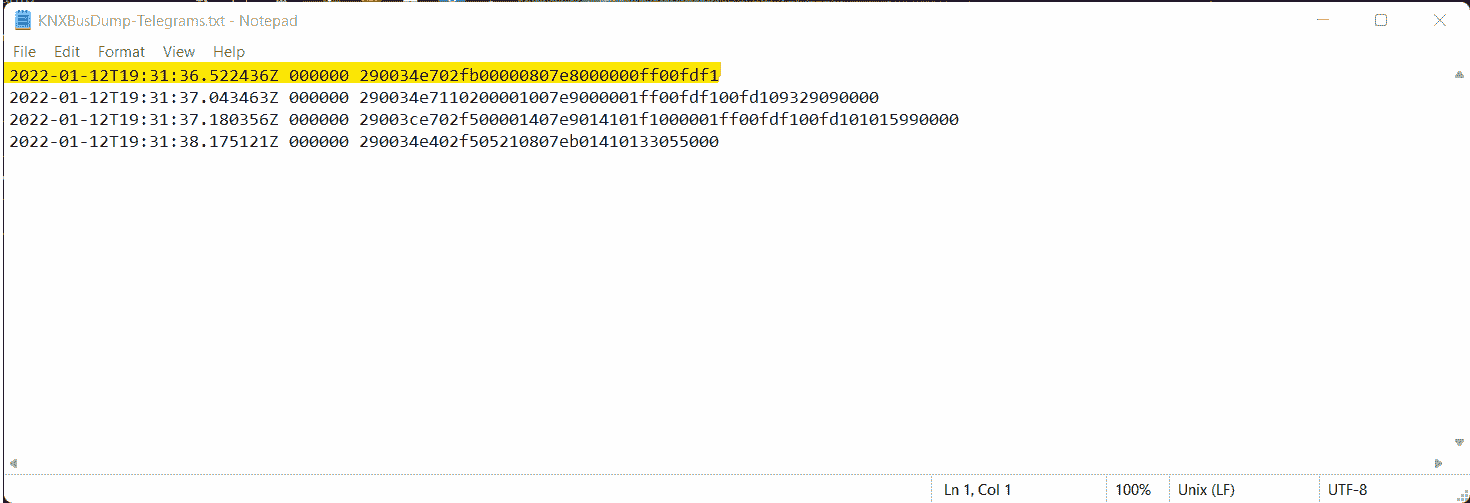 KNXBusDump-Telegrams.txt - Notepad
File Edit Format View Help
2022-01-12T19:31:36.522436Z 000000 290034e702fb00000807e8000000ff00fdf1
2022-01-12T19:31:37.043463Z 000000 290034e7110200001007e9000001ff00fdf100fd109329090000
2022-01-12T19:31:37.180356Z 000000 29003ce702f500001407e9014101f1000001ff00fdf100fd101015990000
2022-01-12T19:31:38.175121Z 000000 290034e402f505210807eb01410133055000
Ln 1, Col 1 100% Unix (LF) UTF-8